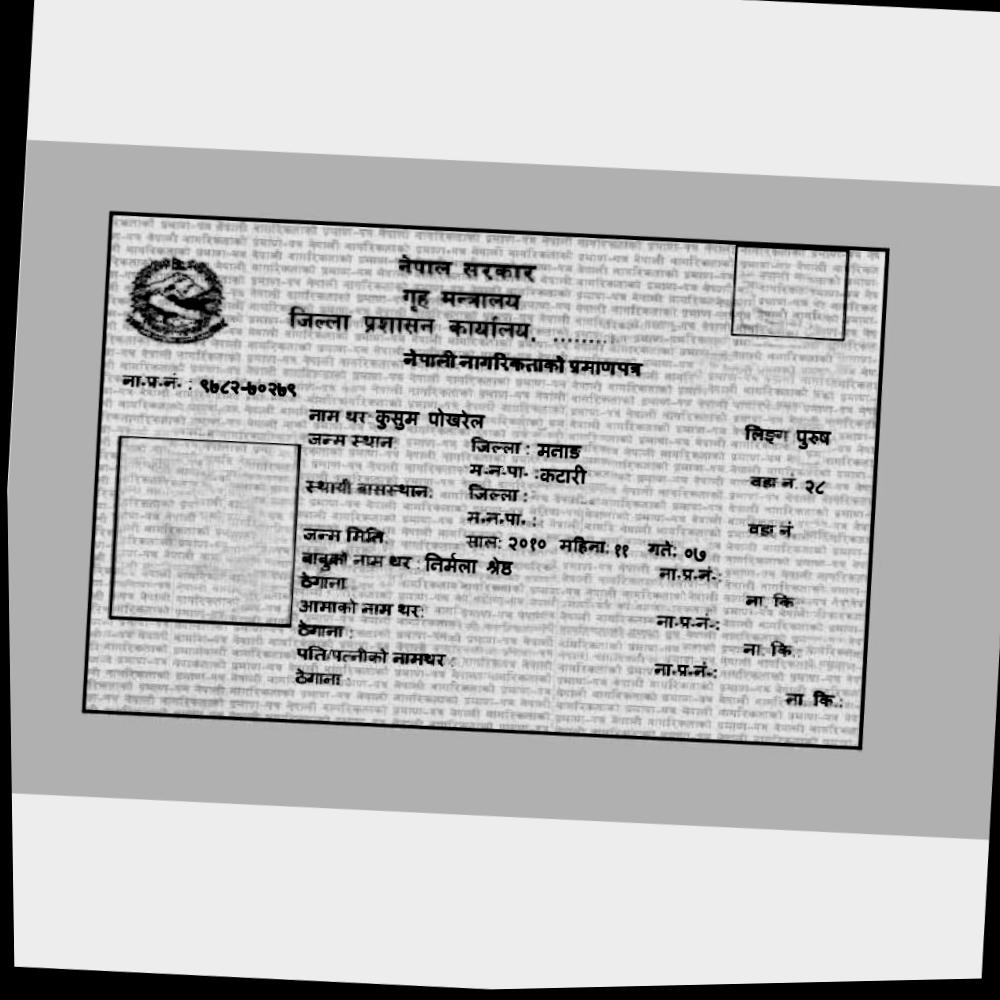 नेपाल सरकार
गृह मन्त्रालय
जिल्ला प्रशासन कार्यालय. ........
नेपाली नागरिकताको प्रमाणपत्र
ना.प्र.नं. : ९७८२-७०२७९
नाम थर कुसुम पोखरेल लिङ्ग पुरुष
जन्म स्थान जिल्ला : मनाङ
म.न.पा. :कटारी वडा नं. २८
स्थायी बासस्थान: जिल्ला :
म.न.पा. : वडा नं
जन्म मिति: साल: २०१० महिना: ११ गते: ०७
बाबुको नाम थर : तिर्मला श्रेष्ठ ना.प्र.नं.:
ठेगाना : ना. कि
आमाको नाम थर: ना.प्र.नं.:
ठेगाना : ना. कि.:
पति/पत्नीको नामथर : ना.प्र.नं.:
ठेगाना : ना. कि.: